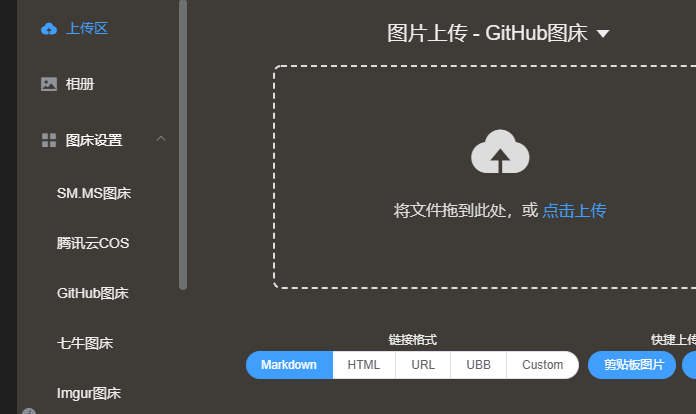 上传区
相册
图床设置
SM.MS图床
腾讯云COS
GitHub图床
七牛图床
Imgur图床
图片上传 - GitHub图床
将文件拖到此处，或 点击上传
链接格式
快捷上传
Markdown HTML URL UBB Custom
剪贴板图片